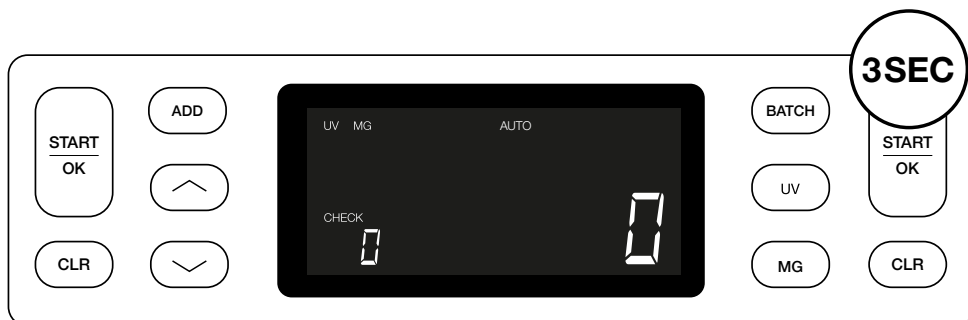 3SEC
START
OK
ADD
CLR
UV MG AUTO
CHECK
0
0
BATCH
UV
MG
START
OK
CLR